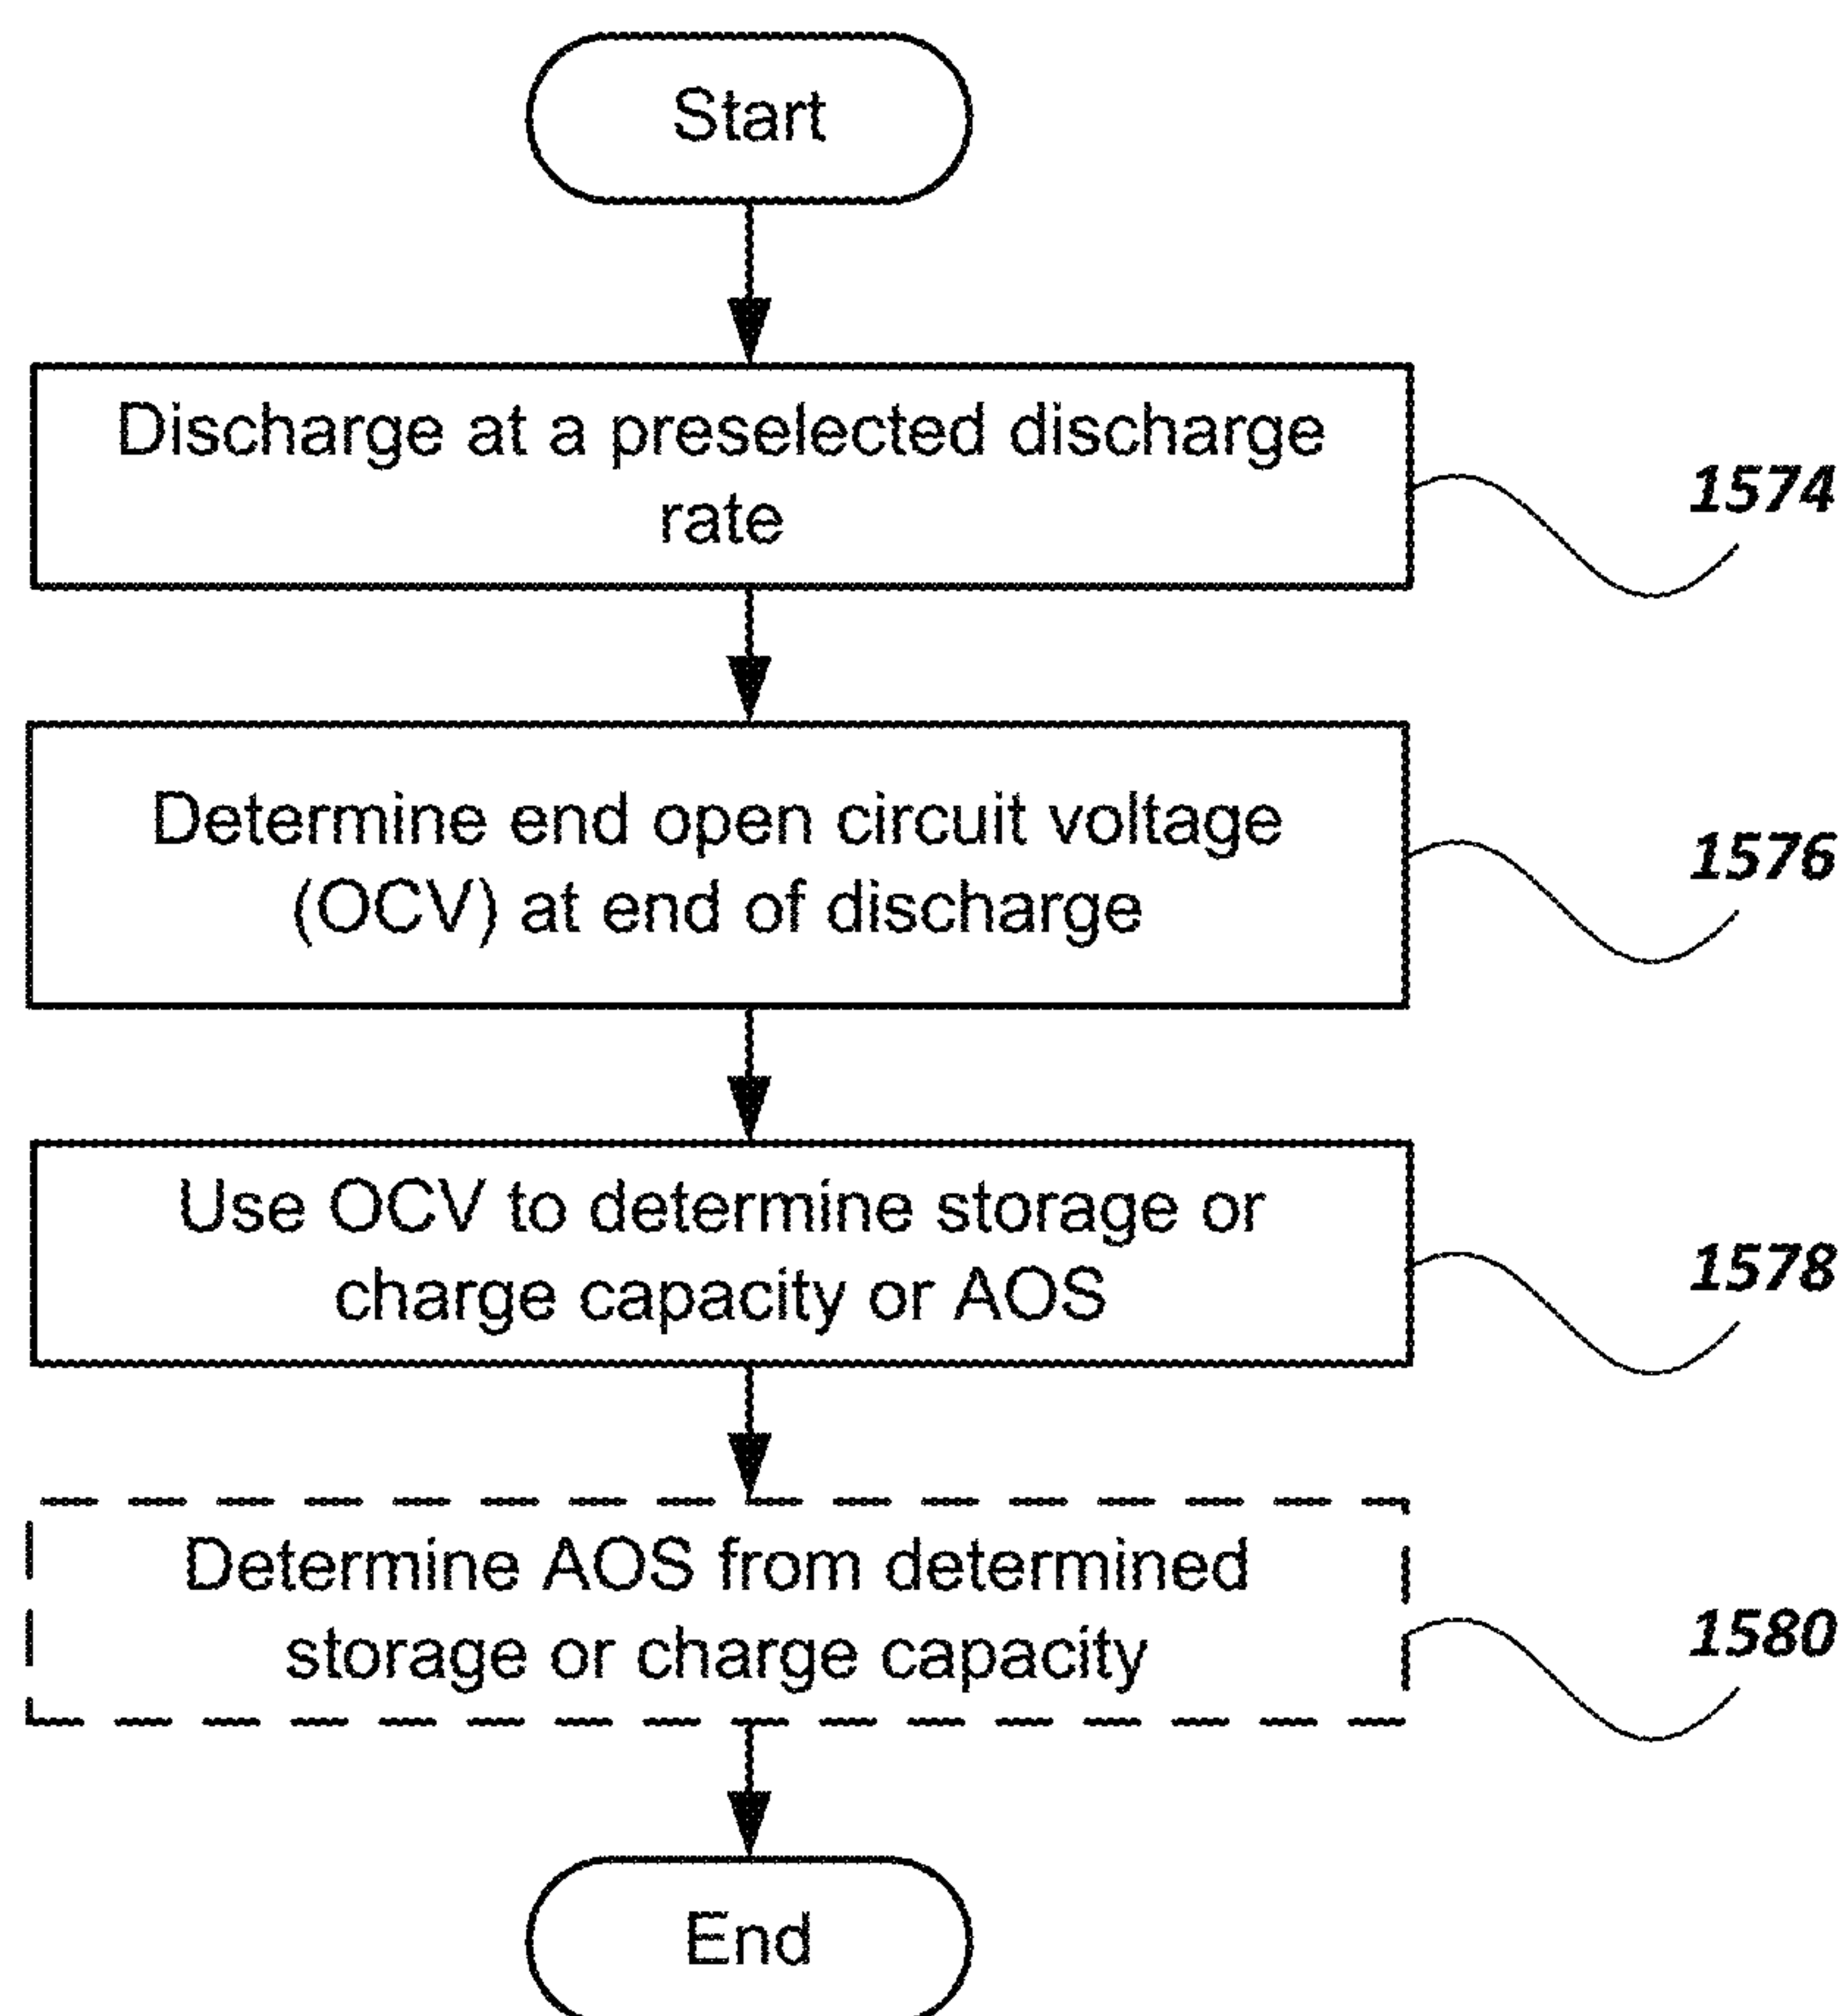 Start
Discharge at a preselected discharge
rate
1574
Determine end open circuit voltage
(OCV) at end of discharge
1576
Use OCV to determine storage or
charge capacity or AOS
1578
Determine AOS from determined
storage or charge capacity
1580
End